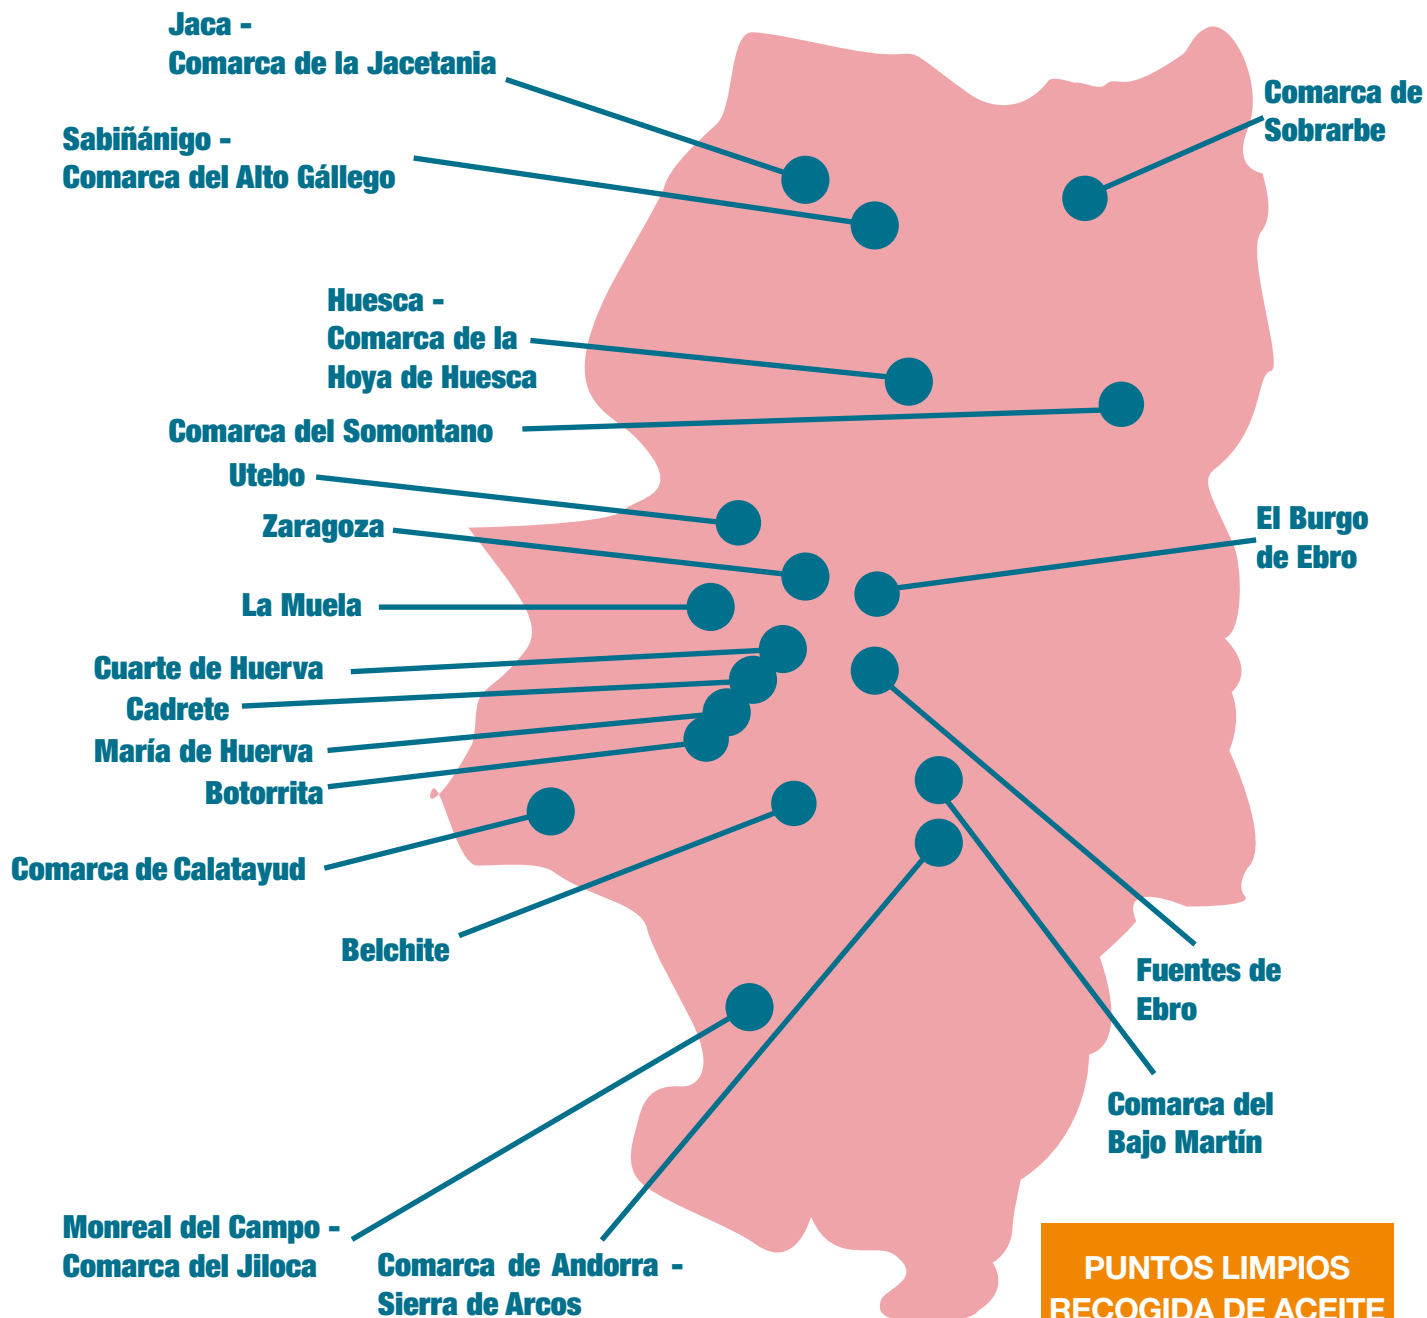 Jaca -
Comarca de la Jacetania
Comarca de
Sobrarbe
Sabiñánigo -
Comarca del Alto Gállego
Huesca -
Comarca de la
Hoya de Huesca
Comarca del Somontano
Utebo
Zaragoza
El Burgo
de Ebro
La Muela
Cuarte de Huerva
Cadrete
María de Huerva
Botorrita
Comarca de Calatayud
Belchite
Fuentes de
Ebro
Comarca del
Bajo Martín
Monreal del Campo -
Comarca del Jiloca
Comarca de Andorra -
Sierra de Arcos
PUNTOS LIMPIOS
RECOGIDA DE ACEITE